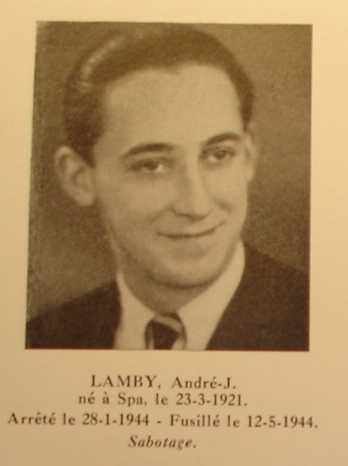 LAMBY, André-J.
né à Spa, le 23-3-1921.
Arrêté le 28-1-1944 - Fusillé le 12-5-1944.
Sabotage.